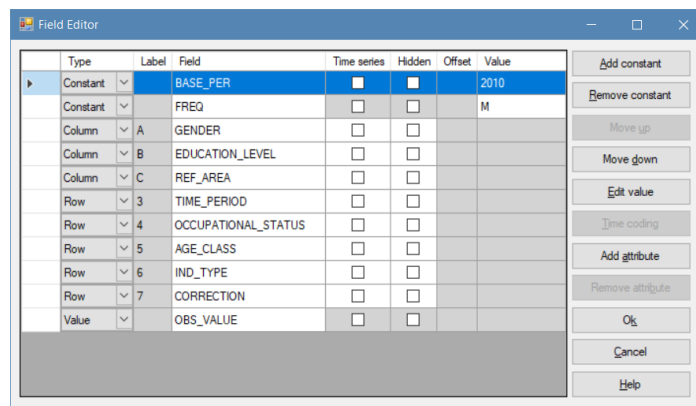 Field Editor
Type Label Field Time series Hidden Offset Value
Constant BASE_PER 2010
Constant FREQ M
Column A GENDER
Column B EDUCATION_LEVEL
Column C REF_AREA
Row 3 TIME_PERIOD
Row 4 OCCUPATIONAL_STATUS
Row 5 AGE_CLASS
Row 6 IND_TYPE
Row 7 CORRECTION
Value OBS_VALUE
Add constant
Remove constant
Move up
Move down
Edit value
Time coding
Add attribute
Remove attribute
Ok
Cancel
Help